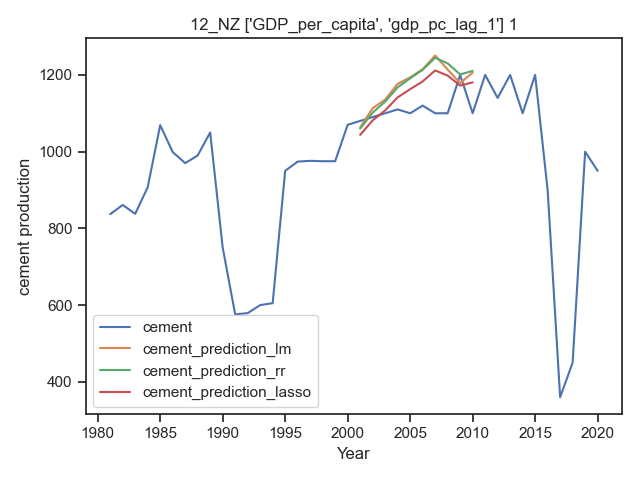 12_NZ ['GDP_per_capita', 'gdp_pc_lag_1'] 1
cement production
1200
1000
800
600
400
cement
cement_prediction_lm
cement_prediction_rr
cement_prediction_lasso
1980 1985 1990 1995 2000 2005 2010 2015 2020
Year